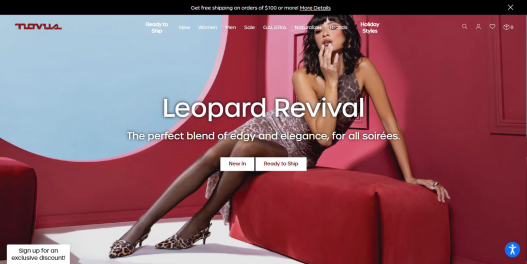 Get free shipping on orders of $100 or more! More Details
novus
Ready to Ship
New
Women
Men
Sale
GALERIA
Naturalizer
Brands
Holiday Styles
0
Leopard Revival
The perfect blend of edgy and elegance, for all soirées.
New In
Ready to Ship
Sign up for an
exclusive discount!